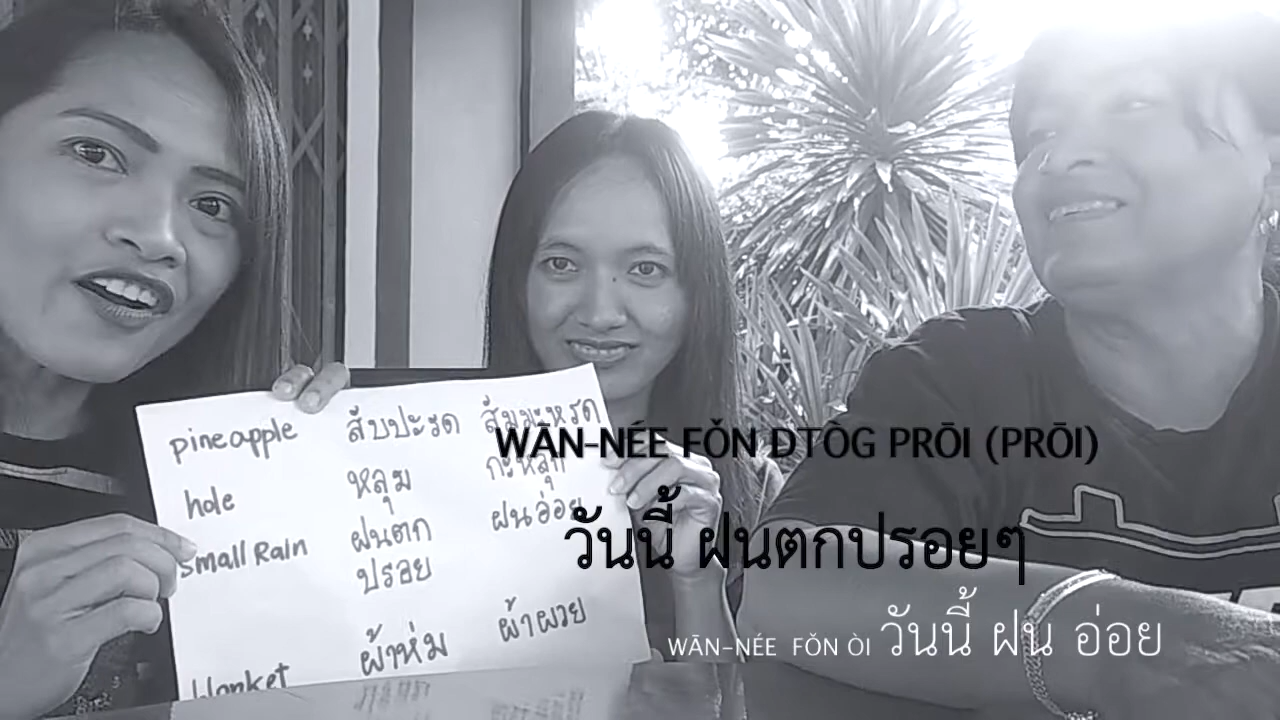 pineapple สับปะรด ส้มมะหรด
hole หลุม กะหลุก
small Rain ฝนตก ฝนอ่อย
ปรอย
blanket ผ้าห่ม ผ้าผวย
WĀN-NÉE FǑN DTÒG PRŌI (PRŌI)
วันนี้ ฝนตกปรอยๆ
WĀN-NÉE FǑN ÒI วันนี้ ฝน อ่อย